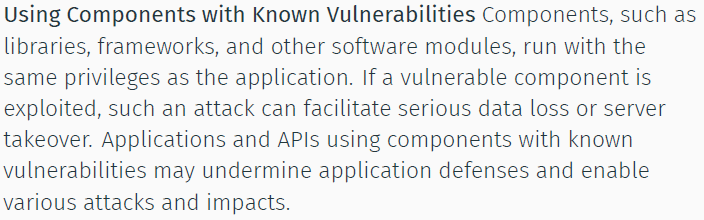 Using Components with Known Vulnerabilities Components, such as
libraries, frameworks, and other software modules, run with the
same privileges as the application. If a vulnerable component is
exploited, such an attack can facilitate serious data loss or server
takeover. Applications and APIs using components with known
vulnerabilities may undermine application defenses and enable
various attacks and impacts.